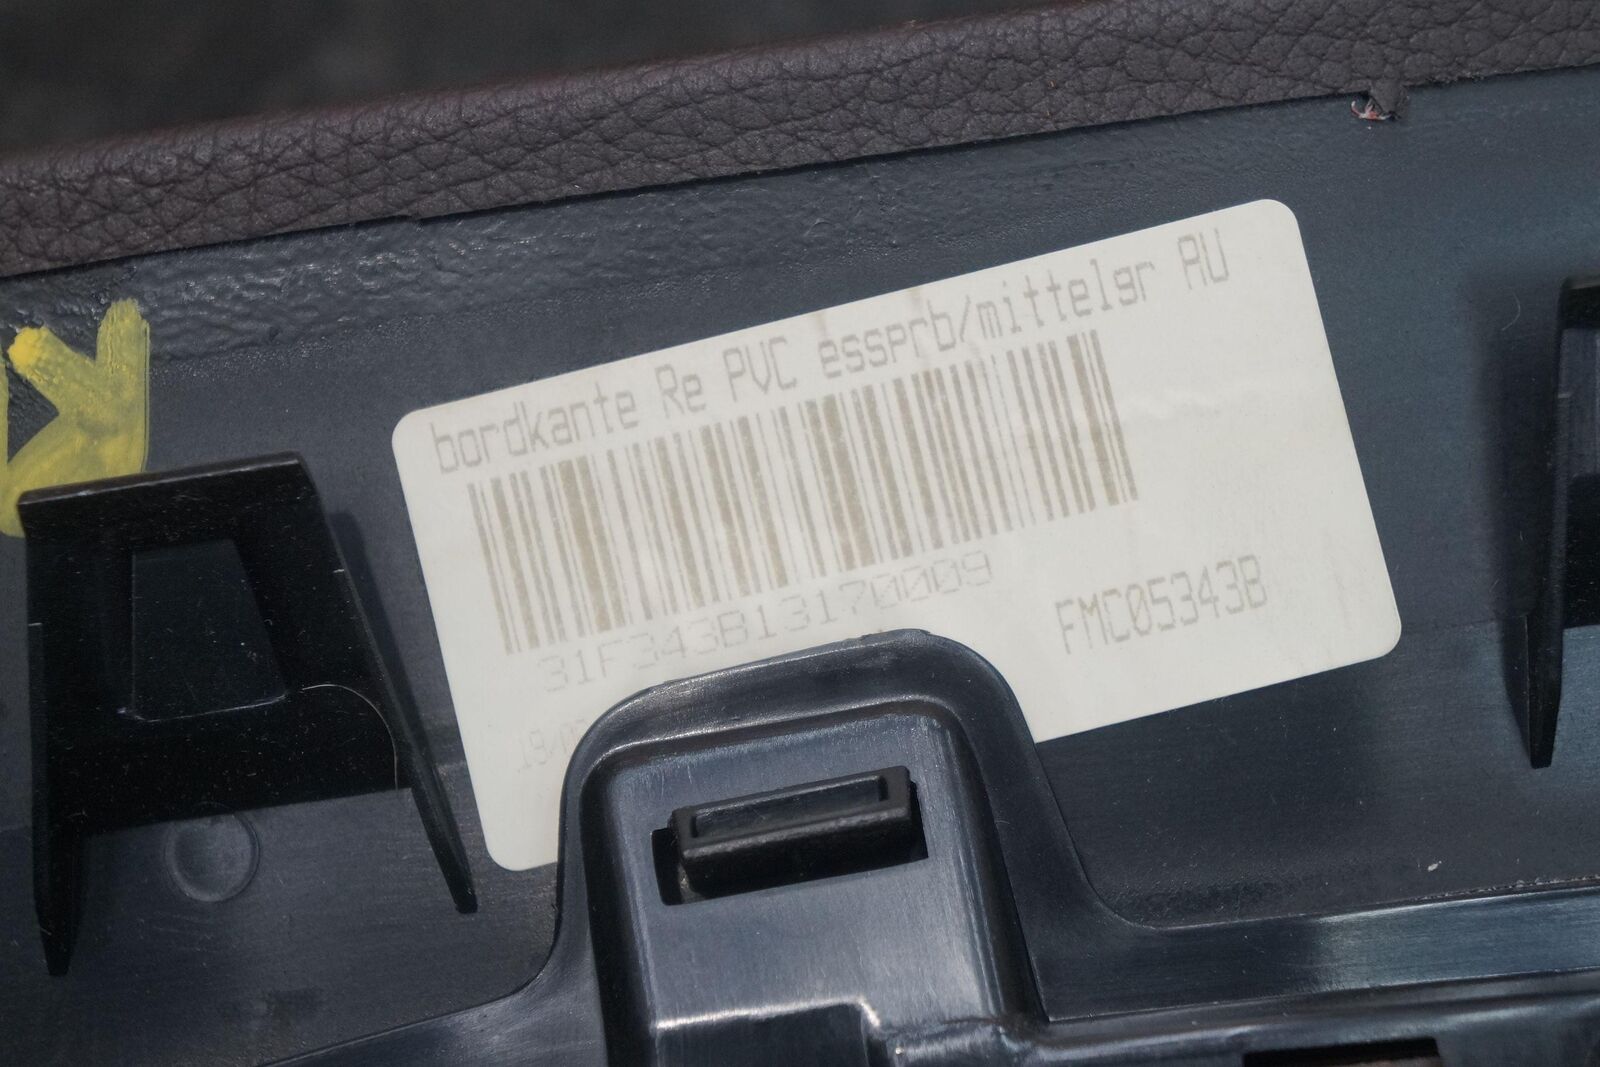 bordkante Re PVC essprb/mittelgr AU
31F343B13170009
FMC05343B